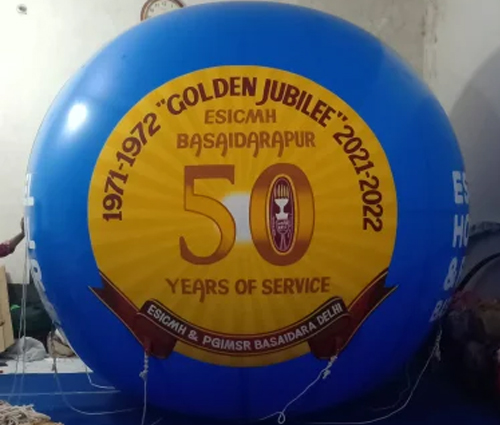 "GOLDEN JUBILEE"
1971-1972
2021-2022
ESICMH
BASAIDARAPUR
50
YEARS OF SERVICE
ESICMH & PGIMSR BASAIDARA DELHI